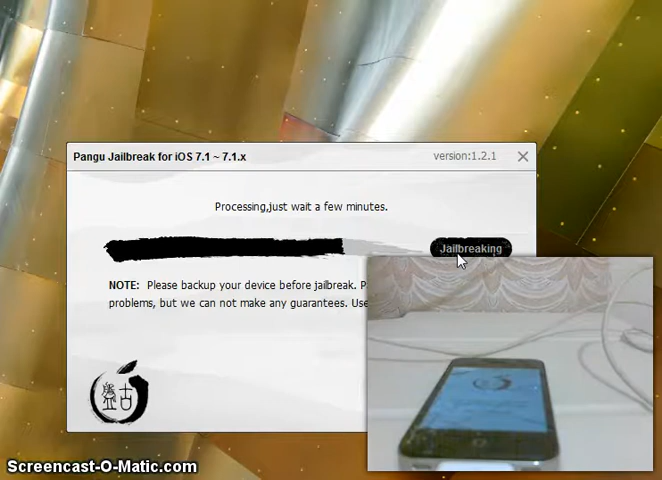 Pangu Jailbreak for iOS 7.1 ~ 7.1.x
version:1.2.1
Processing,just wait a few minutes.
Jailbreaking
NOTE: Please backup your device before jailbreak.
problems, but we can not make any guarantees. Use
Screencast-O-Matic.com